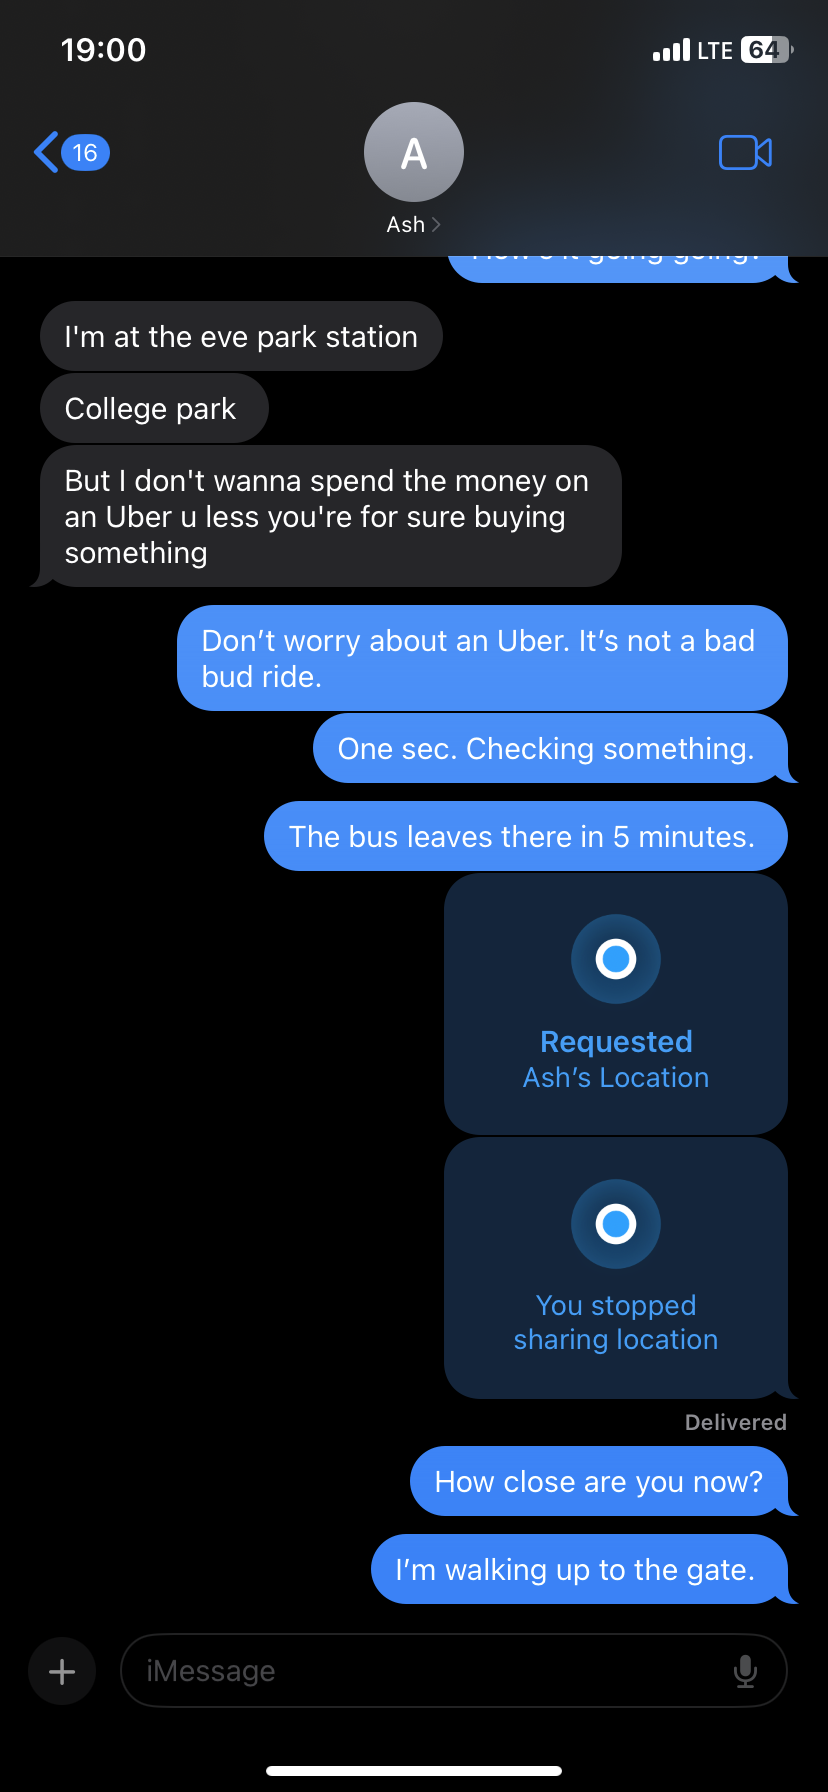 19:00
LTE 64
16
A
Ash
I'm at the eve park station
College park
But I don't wanna spend the money on
an Uber u less you're for sure buying
something
Don’t worry about an Uber. It’s not a bad
bud ride.
One sec. Checking something.
The bus leaves there in 5 minutes.
Requested
Ash’s Location
You stopped
sharing location
Delivered
How close are you now?
I’m walking up to the gate.
iMessage